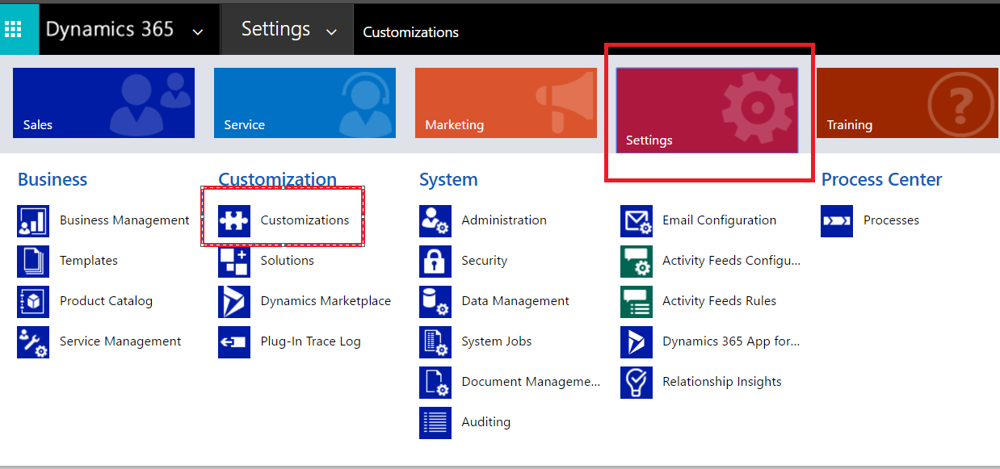 Dynamics 365 Settings Customizations
Sales Service Marketing Settings Training
Business
Business Management
Templates
Product Catalog
Service Management
Customization
Customizations
Solutions
Dynamics Marketplace
Plug-In Trace Log
System
Administration
Security
Data Management
System Jobs
Document Manageme...
Auditing
Email Configuration
Activity Feeds Configu...
Activity Feeds Rules
Dynamics 365 App for...
Relationship Insights
Process Center
Processes